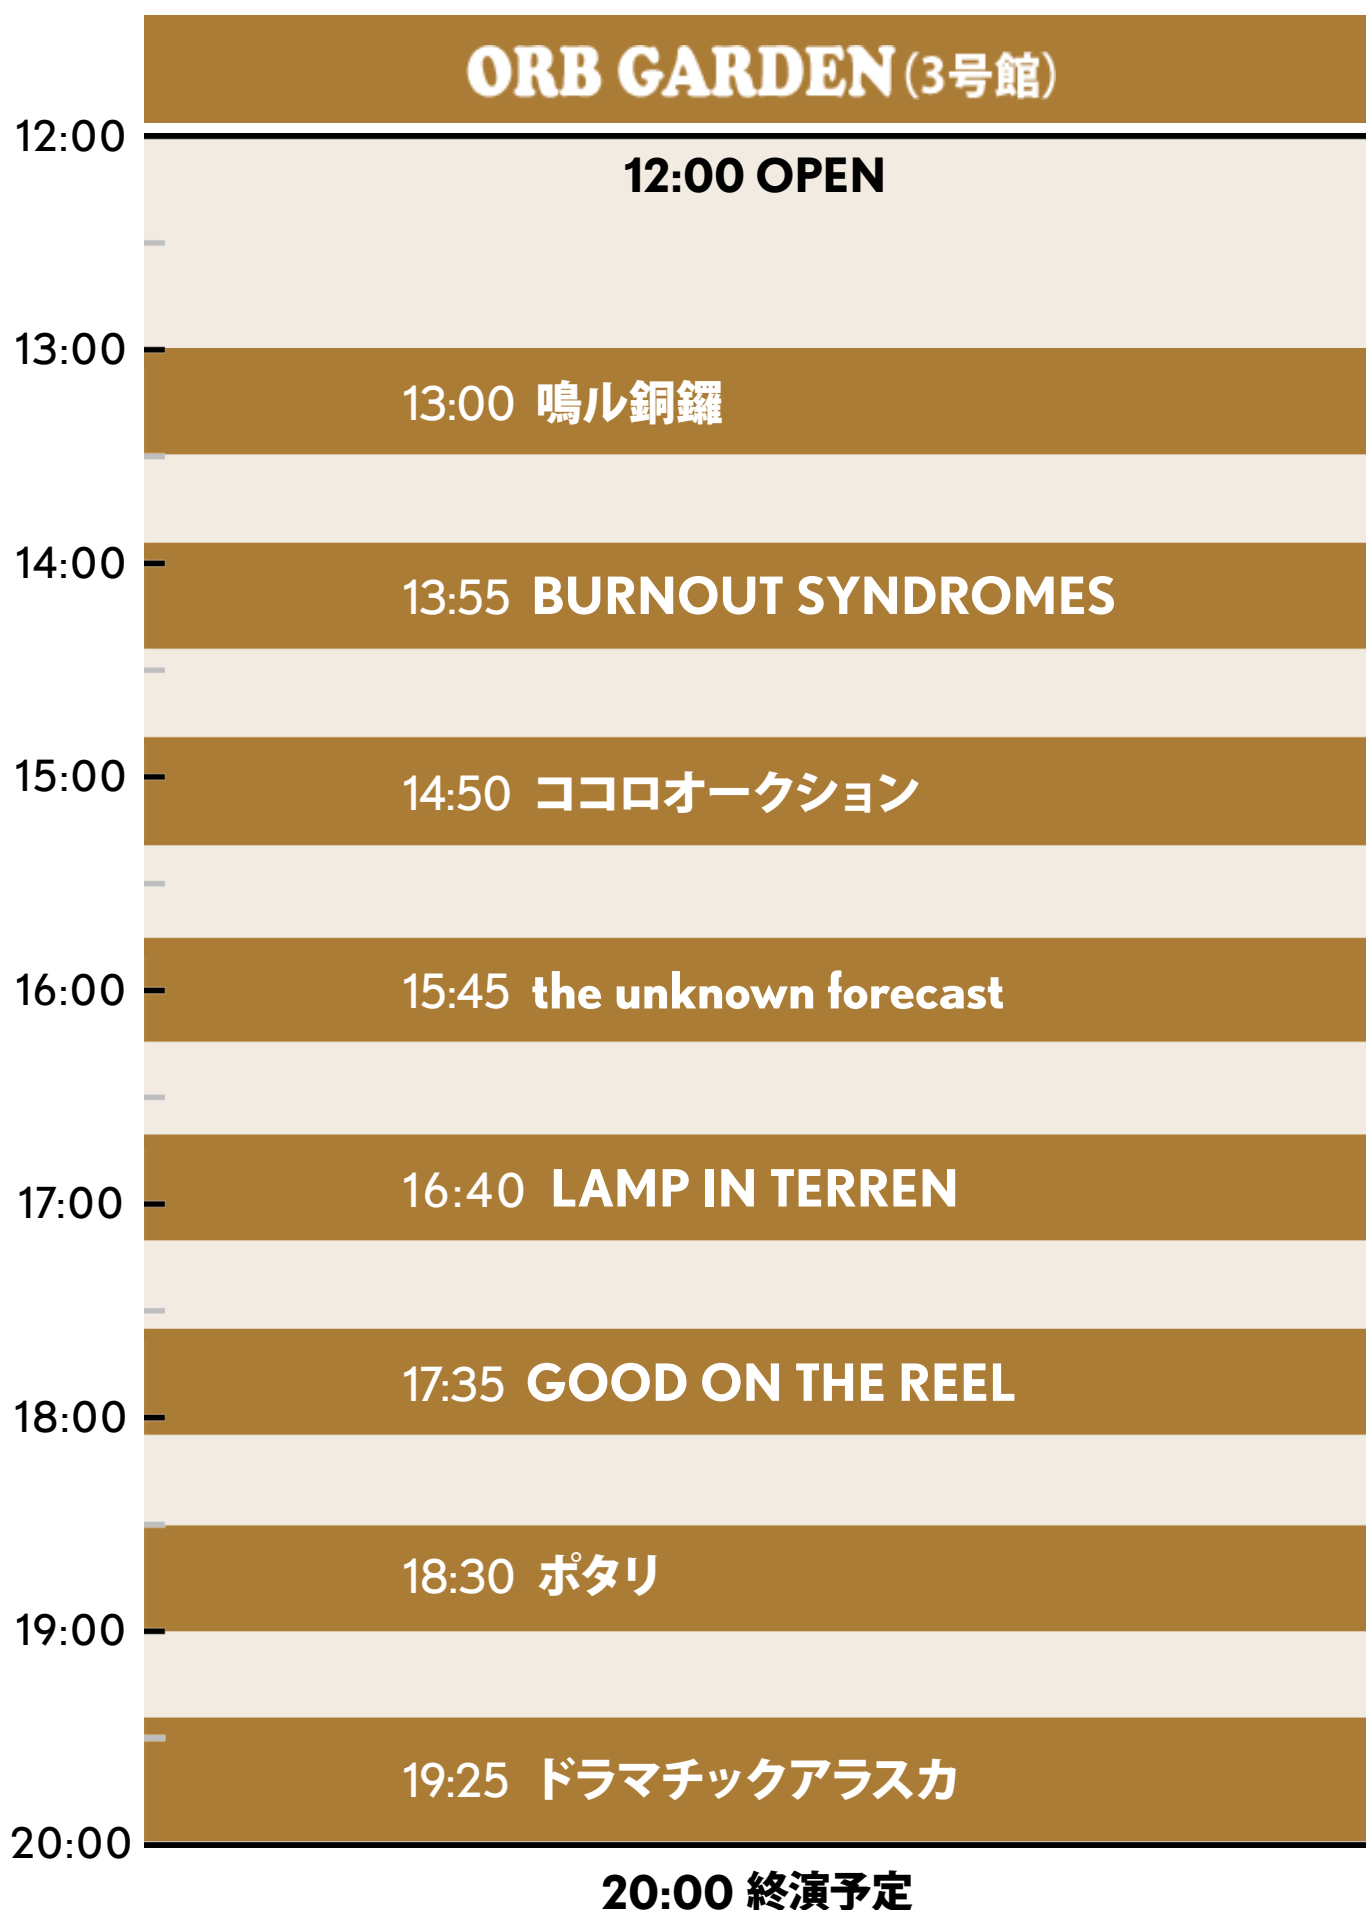 ORB GARDEN(3号館)
12:00
12:00 OPEN
13:00
13:00 鳴ル銅鑼
14:00
13:55 BURNOUT SYNDROMES
15:00
14:50 ココロオークション
16:00
15:45 the unknown forecast
17:00
16:40 LAMP IN TERREN
17:35 GOOD ON THE REEL
18:00
18:30 ポタリ
19:00
19:25 ドラマチックアラスカ
20:00
20:00 終演予定